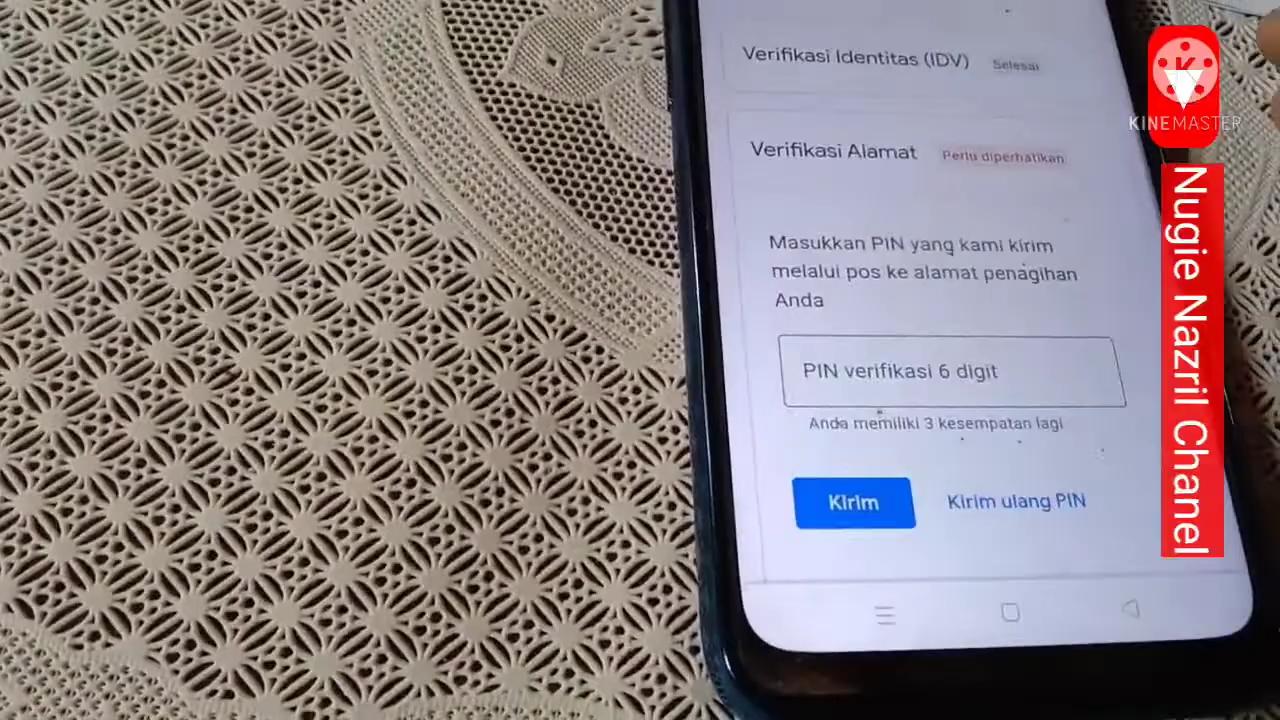 Verifikasi Identitas (IDV) Selesai
Verifikasi Alamat Perlu diperhatikan
Masukkan PIN yang kami kirim
melalui pos ke alamat penagihan
Anda
PIN verifikasi 6 digit
Anda memiliki 3 kesempatan lagi
Kirim Kirim ulang PIN
K
KINEMASTER
Nugie Nazril Chanel